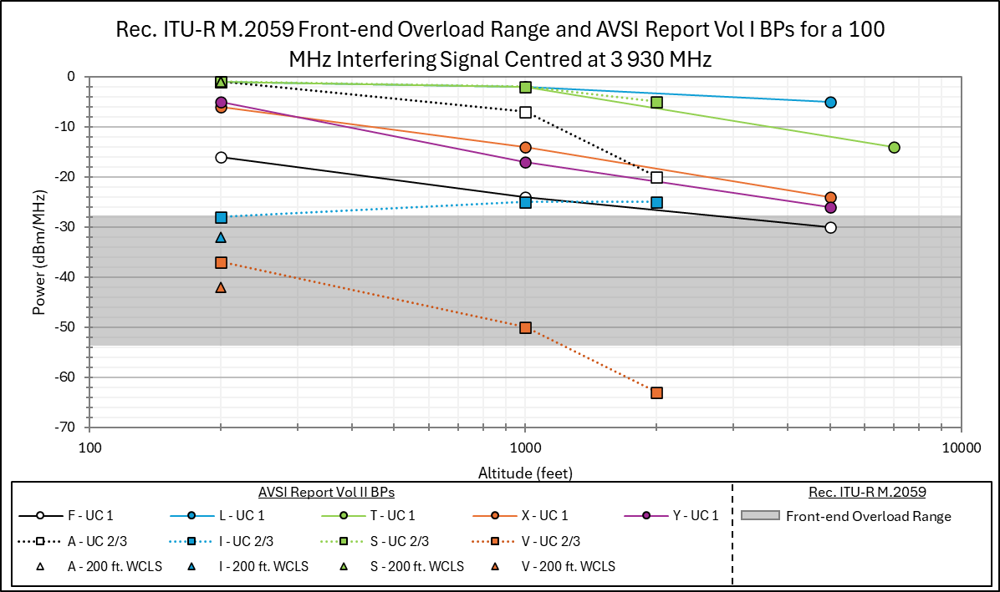 Rec. ITU-R M.2059 Front-end Overload Range and AVSI Report Vol I BPs for a 100
MHz Interfering Signal Centred at 3 930 MHz
0
-10
-20
-30
-40
-50
-60
-70
Power (dBm/MHz)
100 1000 10000
Altitude (feet)
AVSI Report Vol II BPs Rec. ITU-R M.2059
F - UC 1 L - UC 1 T - UC 1 X - UC 1 Y - UC 1 Front-end Overload Range
A - UC 2/3 I - UC 2/3 S - UC 2/3 V - UC 2/3
A - 200 ft. WCLS I - 200 ft. WCLS S - 200 ft. WCLS V - 200 ft. WCLS